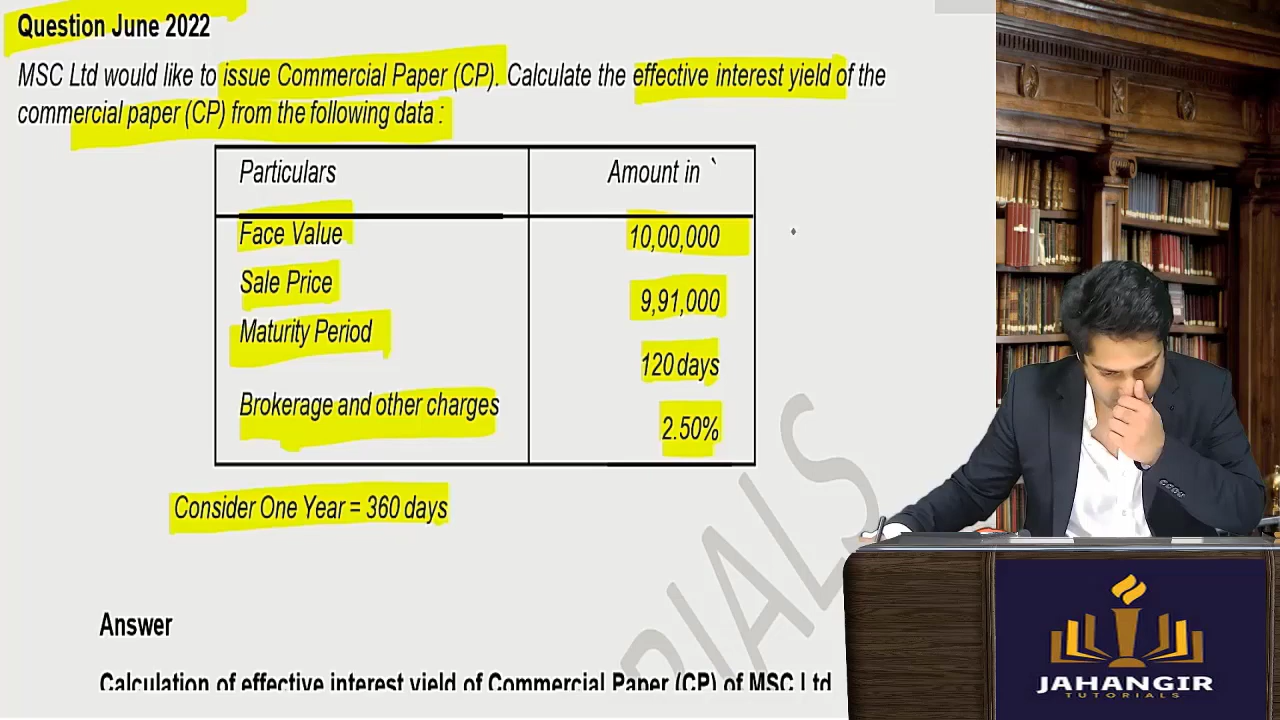 Question June 2022
MSC Ltd would like to issue Commercial Paper (CP). Calculate the effective interest yield of the
commercial paper (CP) from the following data :
Particulars
Amount in `
Face Value
10,00,000
Sale Price
9,91,000
Maturity Period
120 days
Brokerage and other charges
2.50%
Consider One Year = 360 days
Answer
Calculation of effective interest yield of Commercial Paper (CP) of MSC Ltd
RIALS
JAHANGIR
TUTORIALS